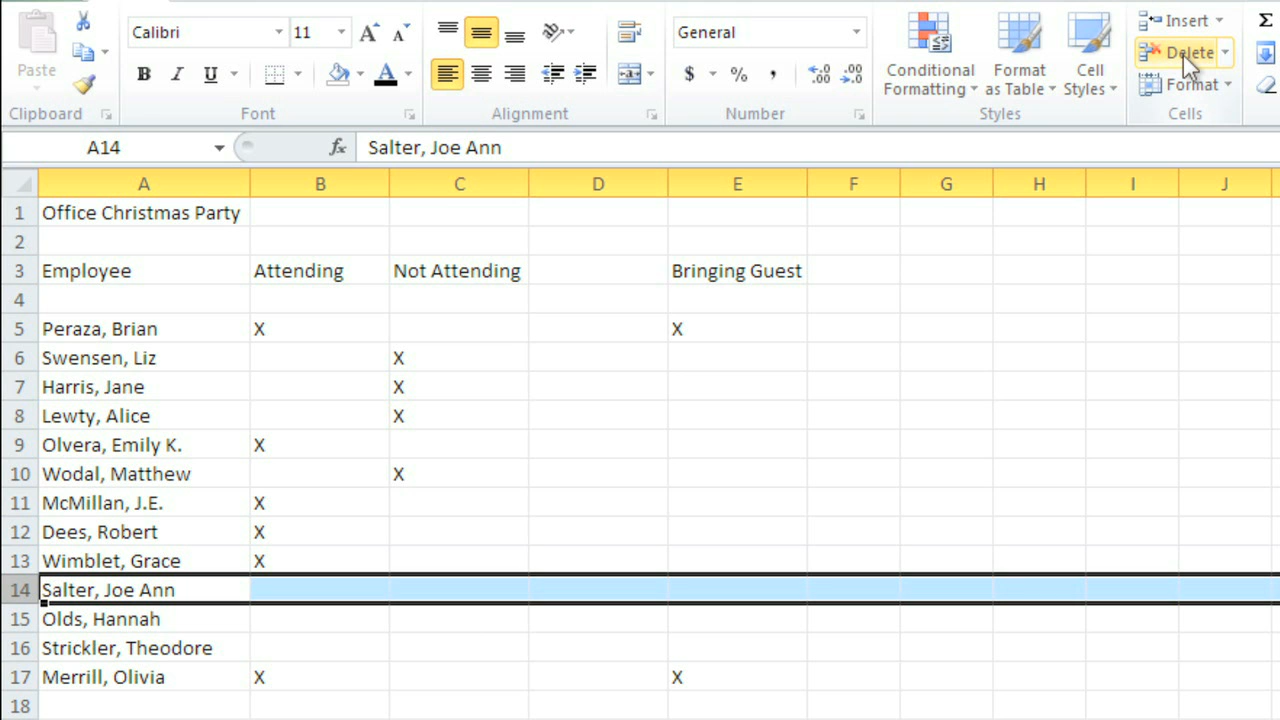 Calibri 11 General Insert Σ
Paste Delete
B I U $ % , Conditional Formatting Format as Table Cell Styles Format
Clipboard Font Alignment Number Styles Cells
A14 fx Salter, Joe Ann
A B C D E F G H I J
1 Office Christmas Party
2
3 Employee Attending Not Attending Bringing Guest
4
5 Peraza, Brian X X
6 Swensen, Liz X
7 Harris, Jane X
8 Lewty, Alice X
9 Olvera, Emily K. X
10 Wodal, Matthew X
11 McMillan, J.E. X
12 Dees, Robert X
13 Wimblet, Grace X
14 Salter, Joe Ann
15 Olds, Hannah
16 Strickler, Theodore
17 Merrill, Olivia X X
18